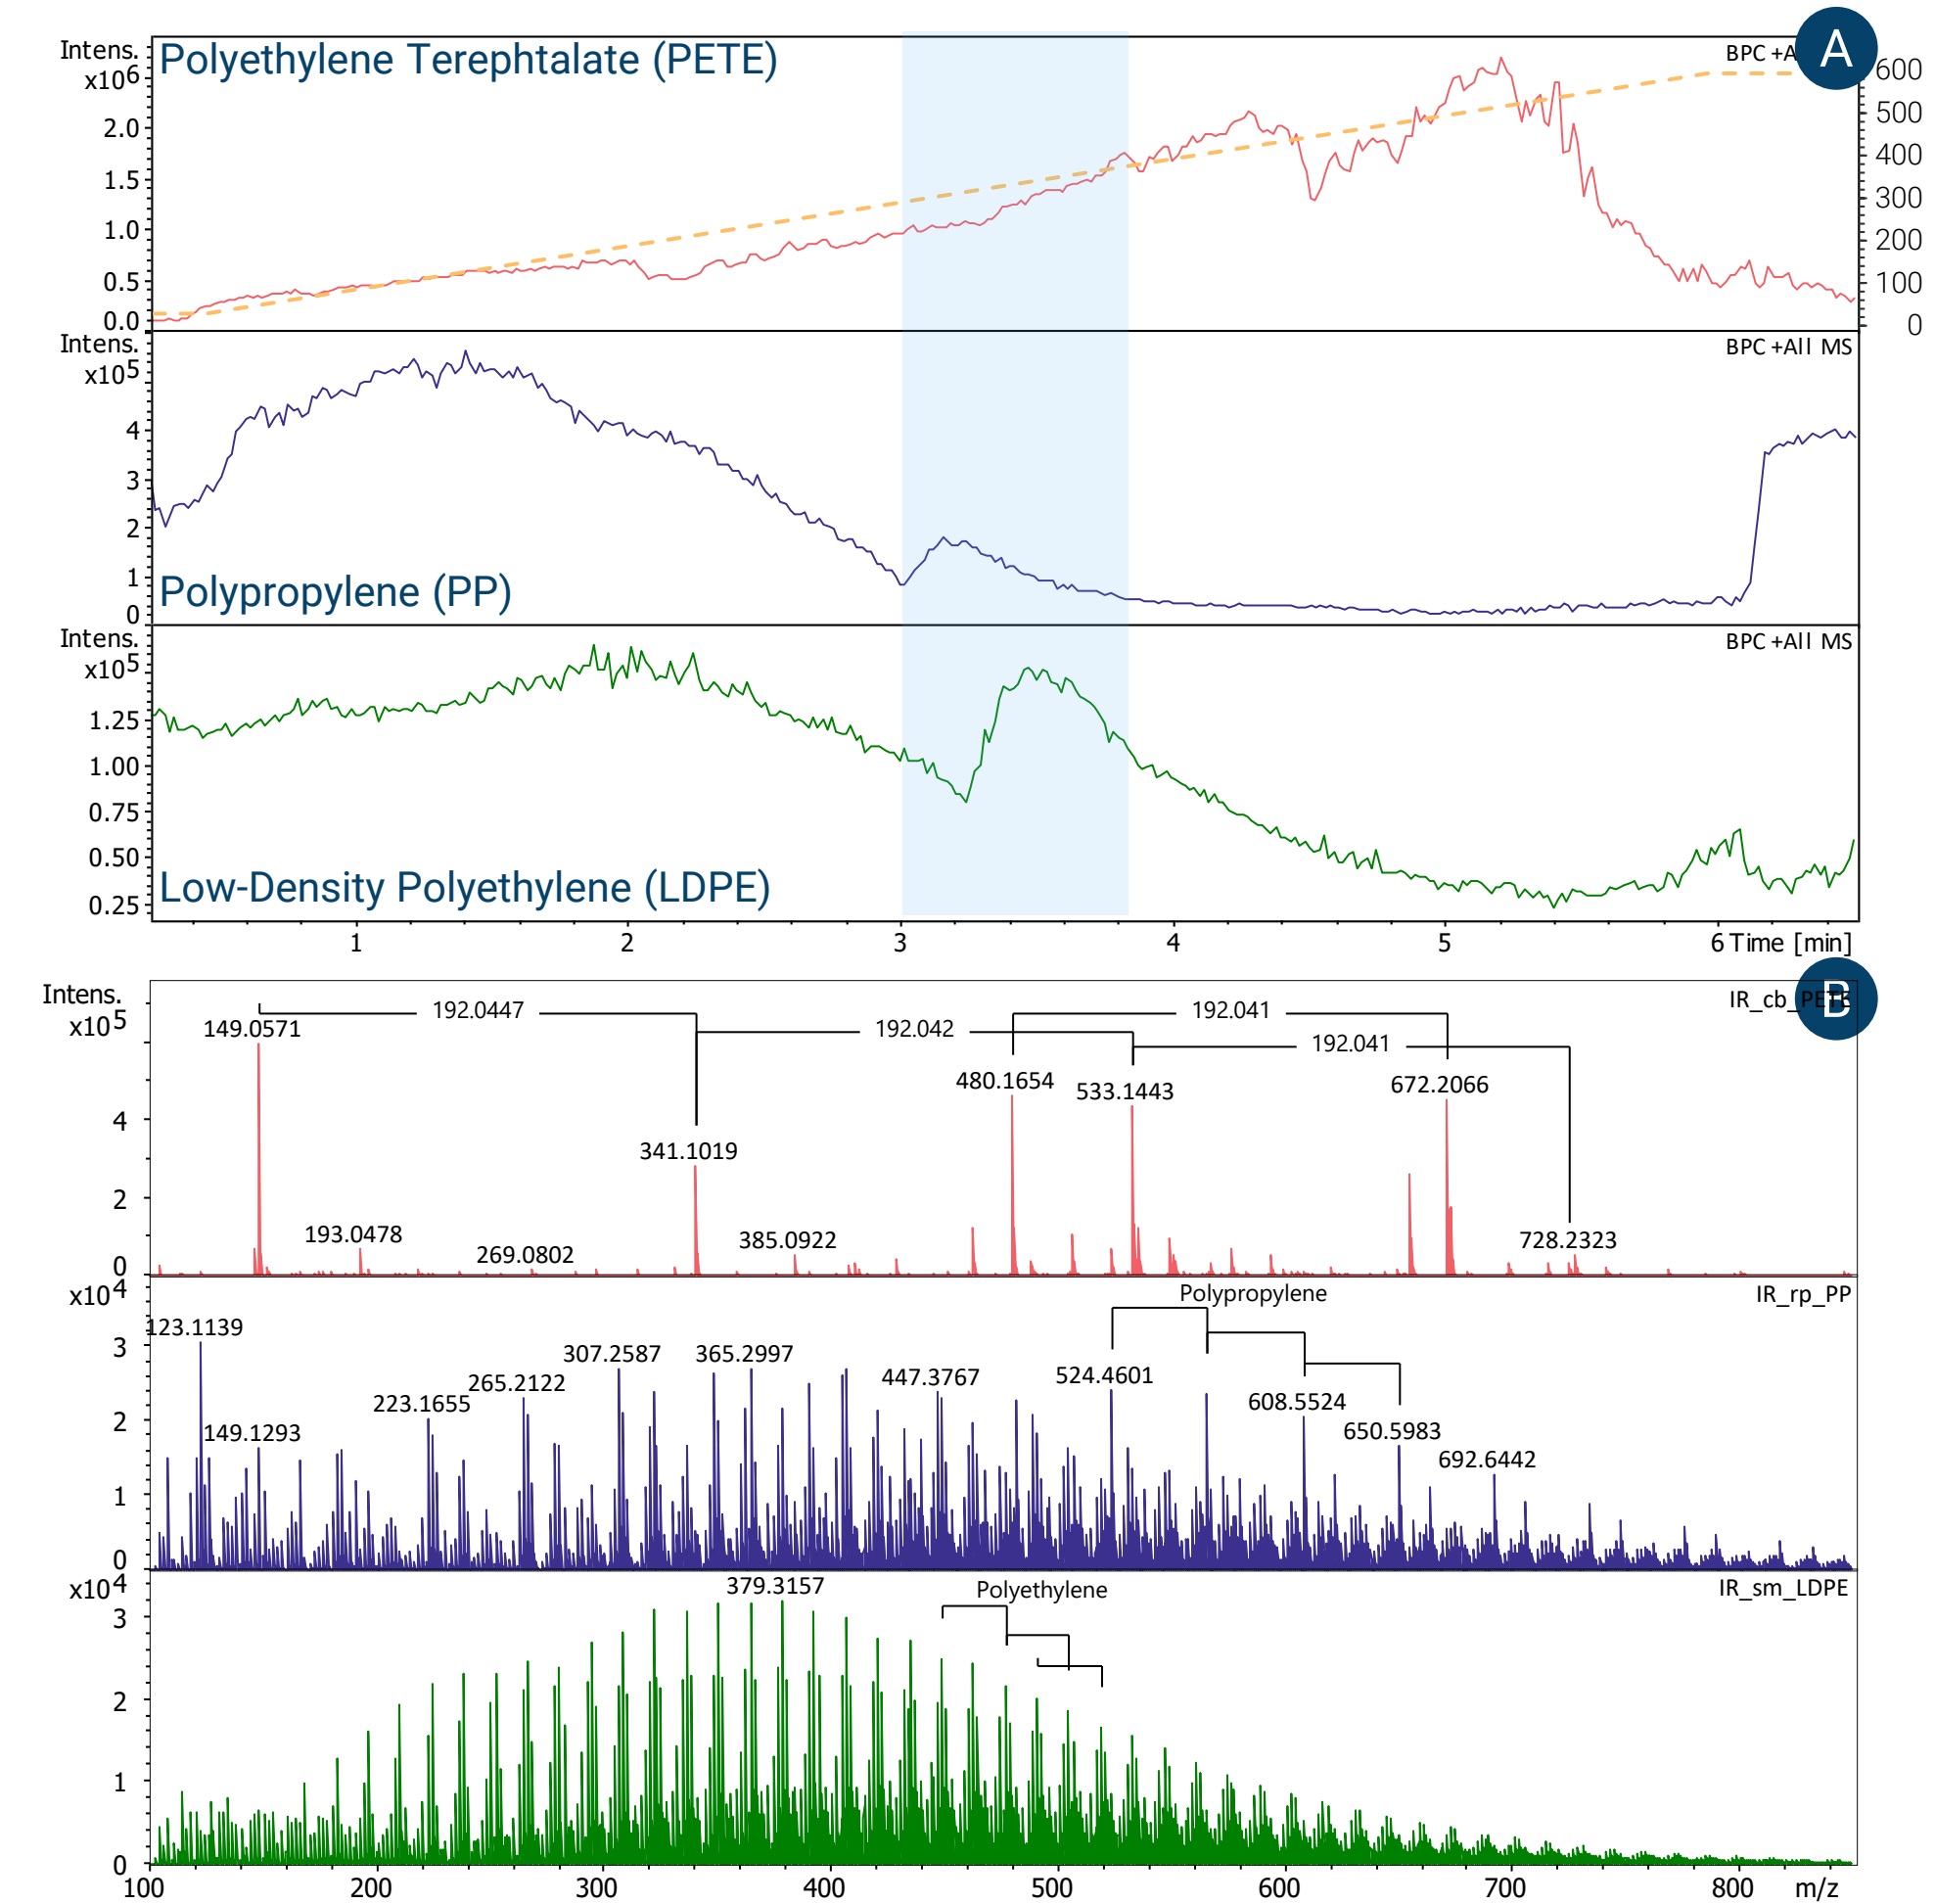 Intens.
x10^6
Polyethylene Terephtalate (PETE)
BPC +A
A
600
500
400
300
200
100
0
2.0
1.5
1.0
0.5
0.0
Intens.
x10^5
BPC +All MS
4
3
2
1
0
Polypropylene (PP)
Intens.
x10^5
BPC +All MS
1.25
1.00
0.75
0.50
0.25
Low-Density Polyethylene (LDPE)
1 2 3 4 5 6 Time [min]
B
Intens.
x10^5
IR_cb_PETE
192.0447
192.041
149.0571
192.042
192.041
480.1654
533.1443
672.2066
4
341.1019
2
193.0478
269.0802
385.0922
728.2323
0
x10^4
Polypropylene
IR_rp_PP
123.1139
3
307.2587
365.2997
447.3767
524.4601
265.2122
223.1655
608.5524
2
149.1293
650.5983
692.6442
1
0
x10^4
379.3157
Polyethylene
IR_sm_LDPE
3
2
1
0
100 200 300 400 500 600 700 800 m/z